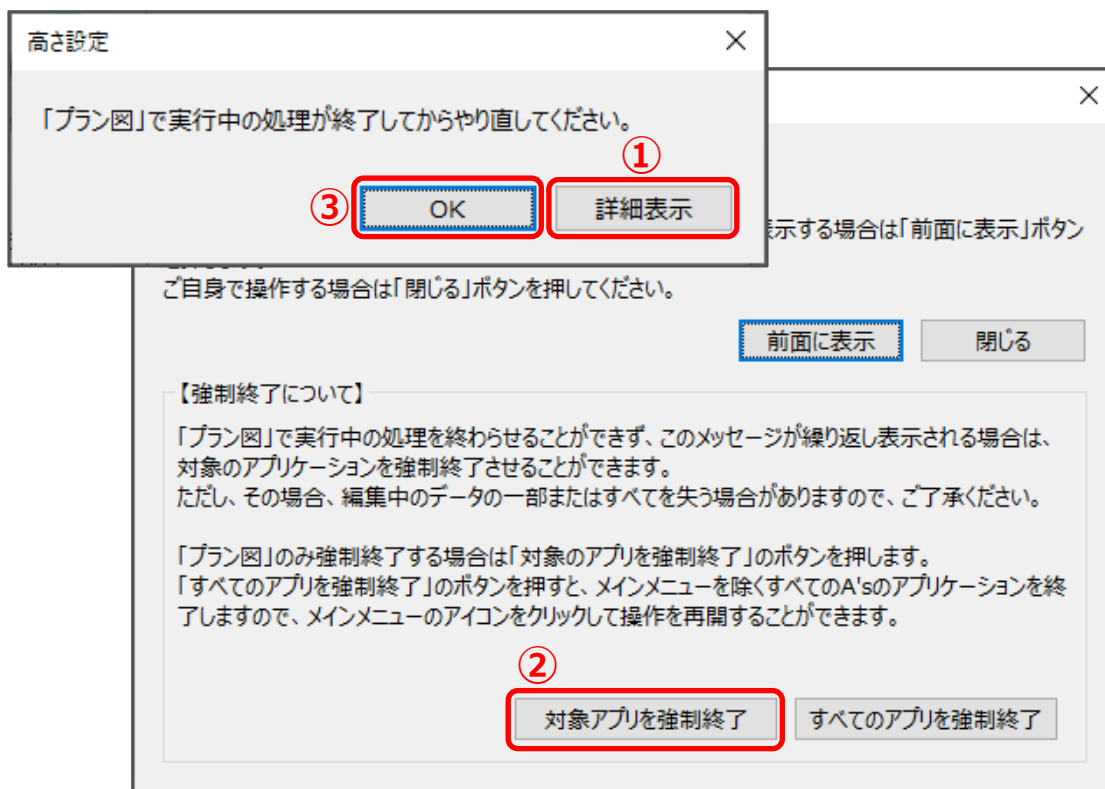 高さ設定
「プラン図」で実行中の処理が終了してからやり直してください。
①
③
OK
詳細表示
示する場合は「前面に表示」ボタン
ご自身で操作する場合は「閉じる」ボタンを押してください。
前面に表示
閉じる
【強制終了について】
「プラン図」で実行中の処理を終わらせることができず、このメッセージが繰り返し表示される場合は、
対象のアプリケーションを強制終了させることができます。
ただし、その場合、編集中のデータの一部またはすべてを失う場合がありますので、ご了承ください。
「プラン図」のみ強制終了する場合は「対象のアプリを強制終了」のボタンを押します。
「すべてのアプリを強制終了」のボタンを押すと、メインメニューを除くすべてのA'sのアプリケーションを終
了しますので、メインメニューのアイコンをクリックして操作を再開することができます。
②
対象アプリを強制終了
すべてのアプリを強制終了